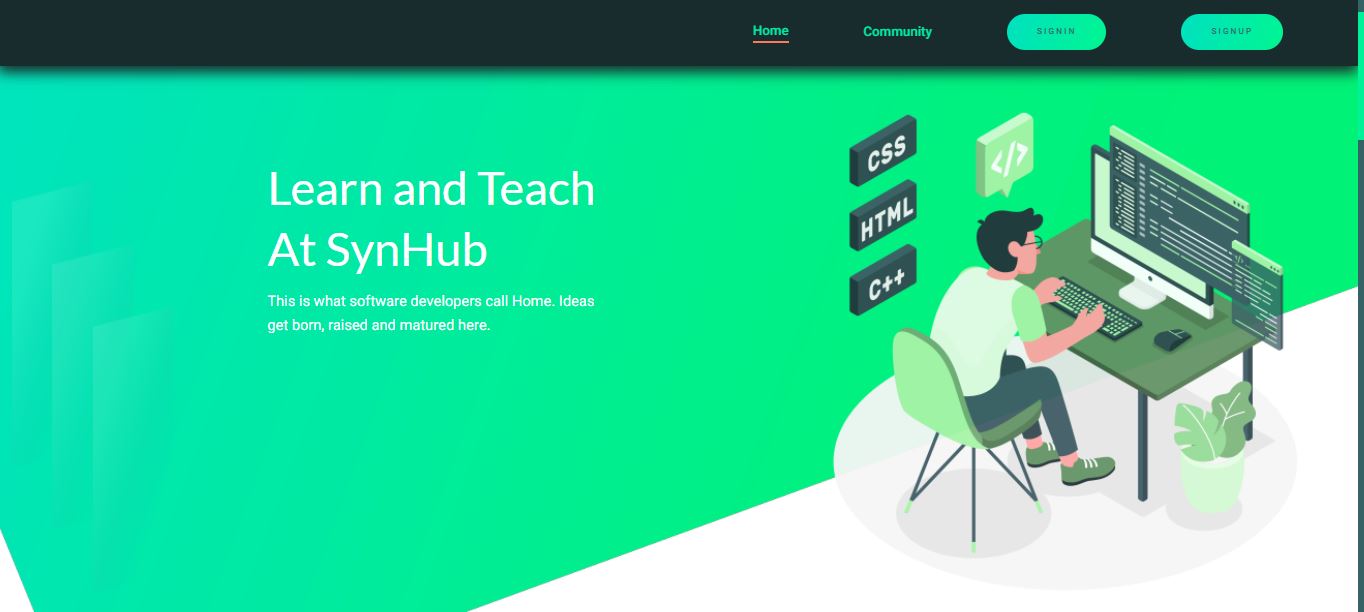 Home
Community
SIGNIN
SIGNUP
Learn and Teach
At SynHub
This is what software developers call Home. Ideas
get born, raised and matured here.
CSS
</>
HTML
C++